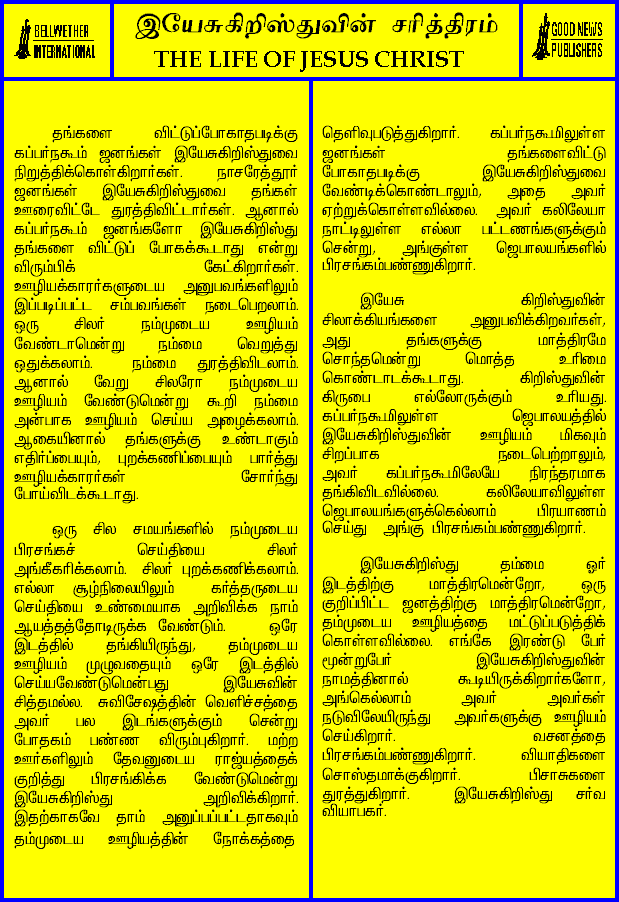 BELLWETHER
INTERNATIONAL
இயேசுகிறிஸ்துவின் சரித்திரம்
THE LIFE OF JESUS CHRIST
GOOD NEWS
PUBLISHERS
தங்களை விட்டுப்போகாதபடிக்கு
கப்பர்நகூம் ஜனங்கள் இயேசுகிறிஸ்துவை
நிறுத்திக்கொள்கிறார்கள். நாசரேத்தூர்
ஜனங்கள் இயேசுகிறிஸ்துவை தங்கள்
ஊரைவிட்டே துரத்திவிட்டார்கள். ஆனால்
கப்பர்நகூம் ஜனங்களோ இயேசுகிறிஸ்து
தங்களை விட்டுப் போகக்கூடாது என்று
விரும்பிக் கேட்கிறார்கள்.
ஊழியக்காரர்களுடைய அனுபவங்களிலும்
இப்படிப்பட்ட சம்பவங்கள் நடைபெறலாம்.
ஒரு சிலர் நம்முடைய ஊழியம்
வேண்டாமென்று நம்மை வெறுத்து
ஒதுக்கலாம். நம்மை துரத்திவிடலாம்.
ஆனால் வேறு சிலரோ நம்முடைய
ஊழியம் வேண்டுமென்று கூறி நம்மை
அன்பாக ஊழியம் செய்ய அழைக்கலாம்.
ஆகையினால் தங்களுக்கு உண்டாகும்
எதிர்ப்பையும், புறக்கணிப்பையும் பார்த்து
ஊழியக்காரர்கள் சோர்ந்து
போய்விடக்கூடாது.
ஒரு சில சமயங்களில் நம்முடைய
பிரசங்கச் செய்தியை சிலர்
அங்கீகரிக்கலாம். சிலர் புறக்கணிக்கலாம்.
எல்லா சூழ்நிலையிலும் கர்த்தருடைய
செய்தியை உண்மையாக அறிவிக்க நாம்
ஆயத்தத்தோடிருக்க வேண்டும். ஒரே
இடத்தில் தங்கியிருந்து, தம்முடைய
ஊழியம் முழுவதையும் ஒரே இடத்தில்
செய்யவேண்டுமென்பது இயேசுவின்
சித்தமல்ல. சுவிசேஷத்தின் வெளிச்சத்தை
அவர் பல இடங்களுக்கும் சென்று
போதகம் பண்ண விரும்புகிறார். மற்ற
ஊர்களிலும் தேவனுடைய ராஜ்யத்தைக்
குறித்து பிரசங்கிக்க வேண்டுமென்று
இயேசுகிறிஸ்து அறிவிக்கிறார்.
இதற்காகவே தாம் அனுப்பப்பட்டதாகவும்
தம்முடைய ஊழியத்தின் நோக்கத்தை
தெளிவுபடுத்துகிறார். கப்பர்நகூமிலுள்ள
ஜனங்கள் தங்களைவிட்டு
போகாதபடிக்கு இயேசுகிறிஸ்துவை
வேண்டிக்கொண்டாலும், அதை அவர்
ஏற்றுக்கொள்ளவில்லை. அவர் கலிலேயா
நாட்டிலுள்ள எல்லா பட்டணங்களுக்கும்
சென்று, அங்குள்ள ஜெபாலயங்களில்
பிரசங்கம்பண்ணுகிறார்.
இயேசு கிறிஸ்துவின்
சிலாக்கியங்களை அனுபவிக்கிறவர்கள்,
அது தங்களுக்கு மாத்திரமே
சொந்தமென்று மொத்த உரிமை
கொண்டாடக்கூடாது. கிறிஸ்துவின்
கிருபை எல்லோருக்கும் உரியது.
கப்பர்நகூமிலுள்ள ஜெபாலயத்தில்
இயேசுகிறிஸ்துவின் ஊழியம் மிகவும்
சிறப்பாக நடைபெற்றாலும்,
அவர் கப்பர்நகூமிலேயே நிரந்தரமாக
தங்கிவிடவில்லை. கலிலேயாவிலுள்ள
ஜெபாலயங்களுக்கெல்லாம் பிரயாணம்
செய்து அங்கு பிரசங்கம்பண்ணுகிறார்.
இயேசுகிறிஸ்து தம்மை ஓர்
இடத்திற்கு மாத்திரமென்றோ, ஒரு
குறிப்பிட்ட ஜனத்திற்கு மாத்திரமென்றோ,
தம்முடைய ஊழியத்தை மட்டுப்படுத்திக்
கொள்ளவில்லை. எங்கே இரண்டு பேர்
மூன்றுபேர் இயேசுகிறிஸ்துவின்
நாமத்தினால் கூடியிருக்கிறார்களோ,
அங்கெல்லாம் அவர் அவர்கள்
நடுவிலேயிருந்து அவர்களுக்கு ஊழியம்
செய்கிறார். வசனத்தை
பிரசங்கம்பண்ணுகிறார். வியாதிகளை
சொஸ்தமாக்குகிறார். பிசாசுகளை
துரத்துகிறார். இயேசுகிறிஸ்து சர்வ
வியாபகர்.